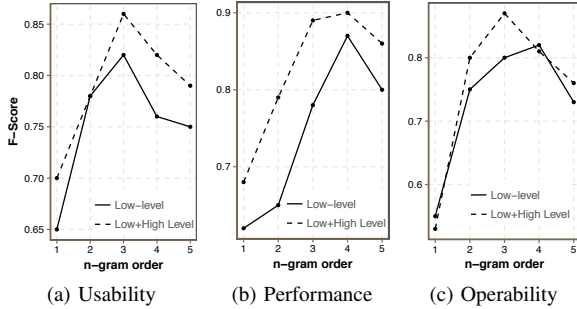 F−Score
0.85
0.80
0.75
0.70
0.65
Low−level
Low+High Level
1 2 3 4 5
n−gram order
(a) Usability
0.9
0.8
0.7
Low−level
Low+High Level
1 2 3 4 5
n−gram order
(b) Performance
0.8
0.7
0.6
Low−level
Low+High Level
1 2 3 4 5
n−gram order
(c) Operability